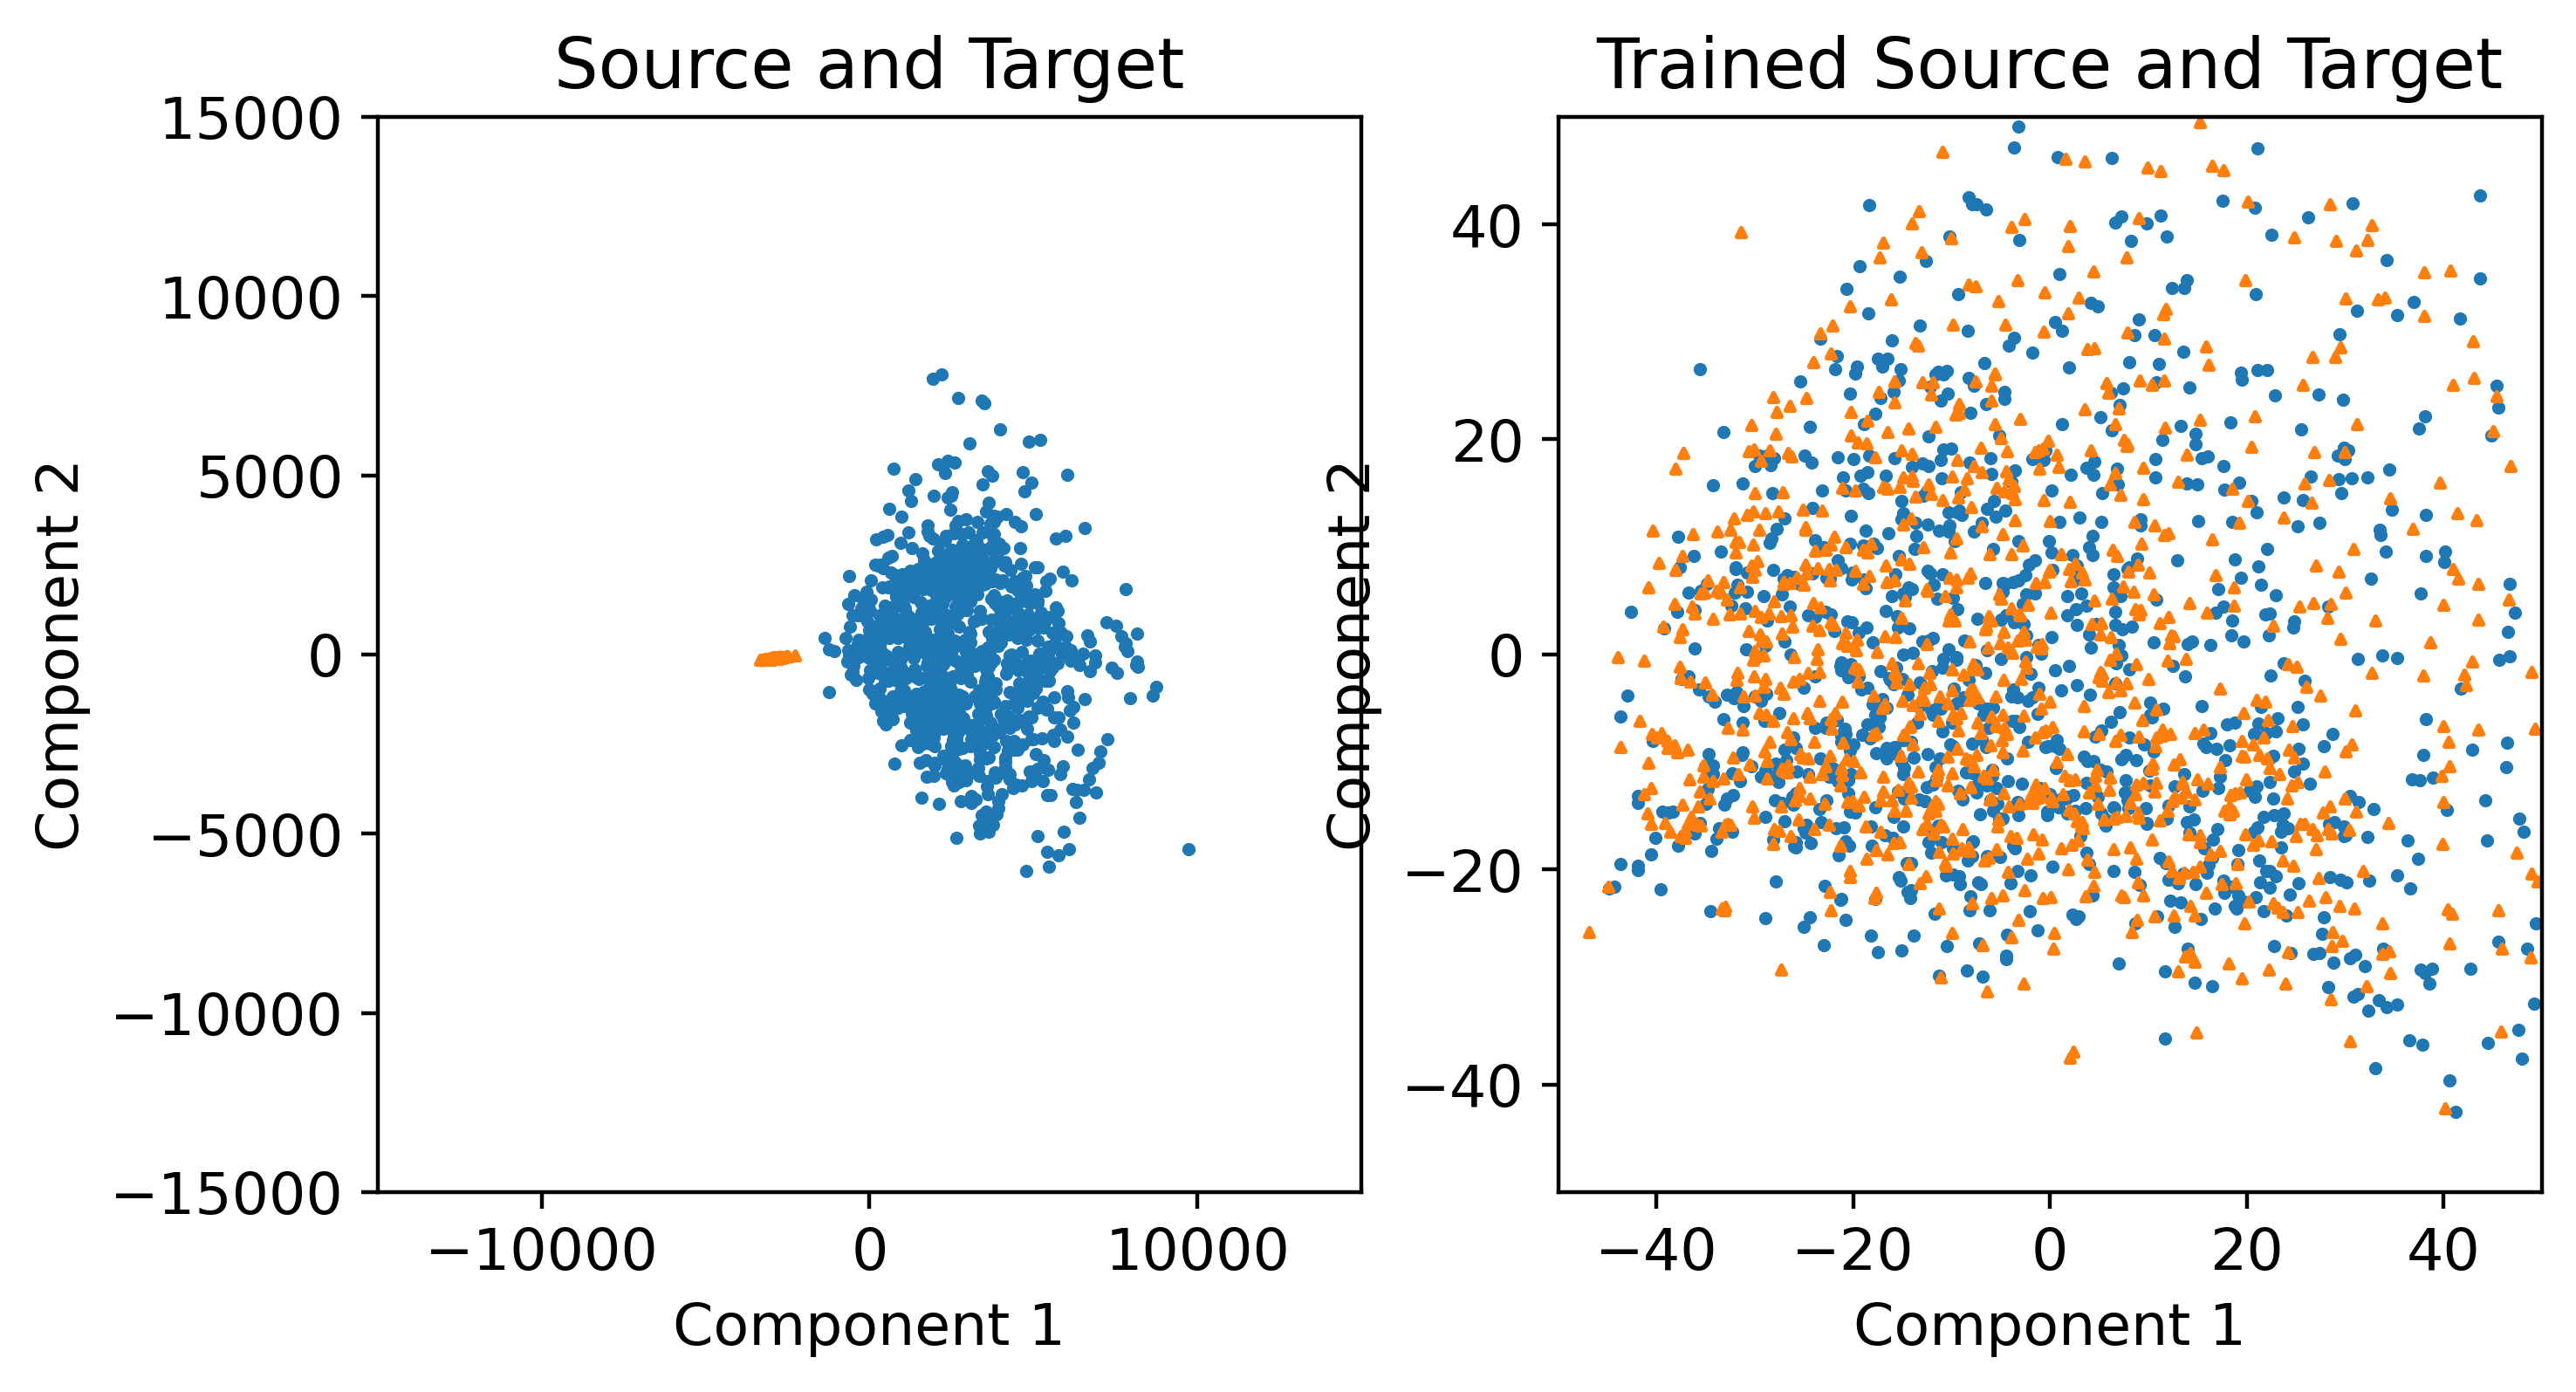 Source and Target
15000
10000
5000
0
−5000
−10000
−15000
Component 2
−10000 0 10000
Component 1
Trained Source and Target
40
20
0
−20
−40
Component 2
−40 −20 0 20 40
Component 1